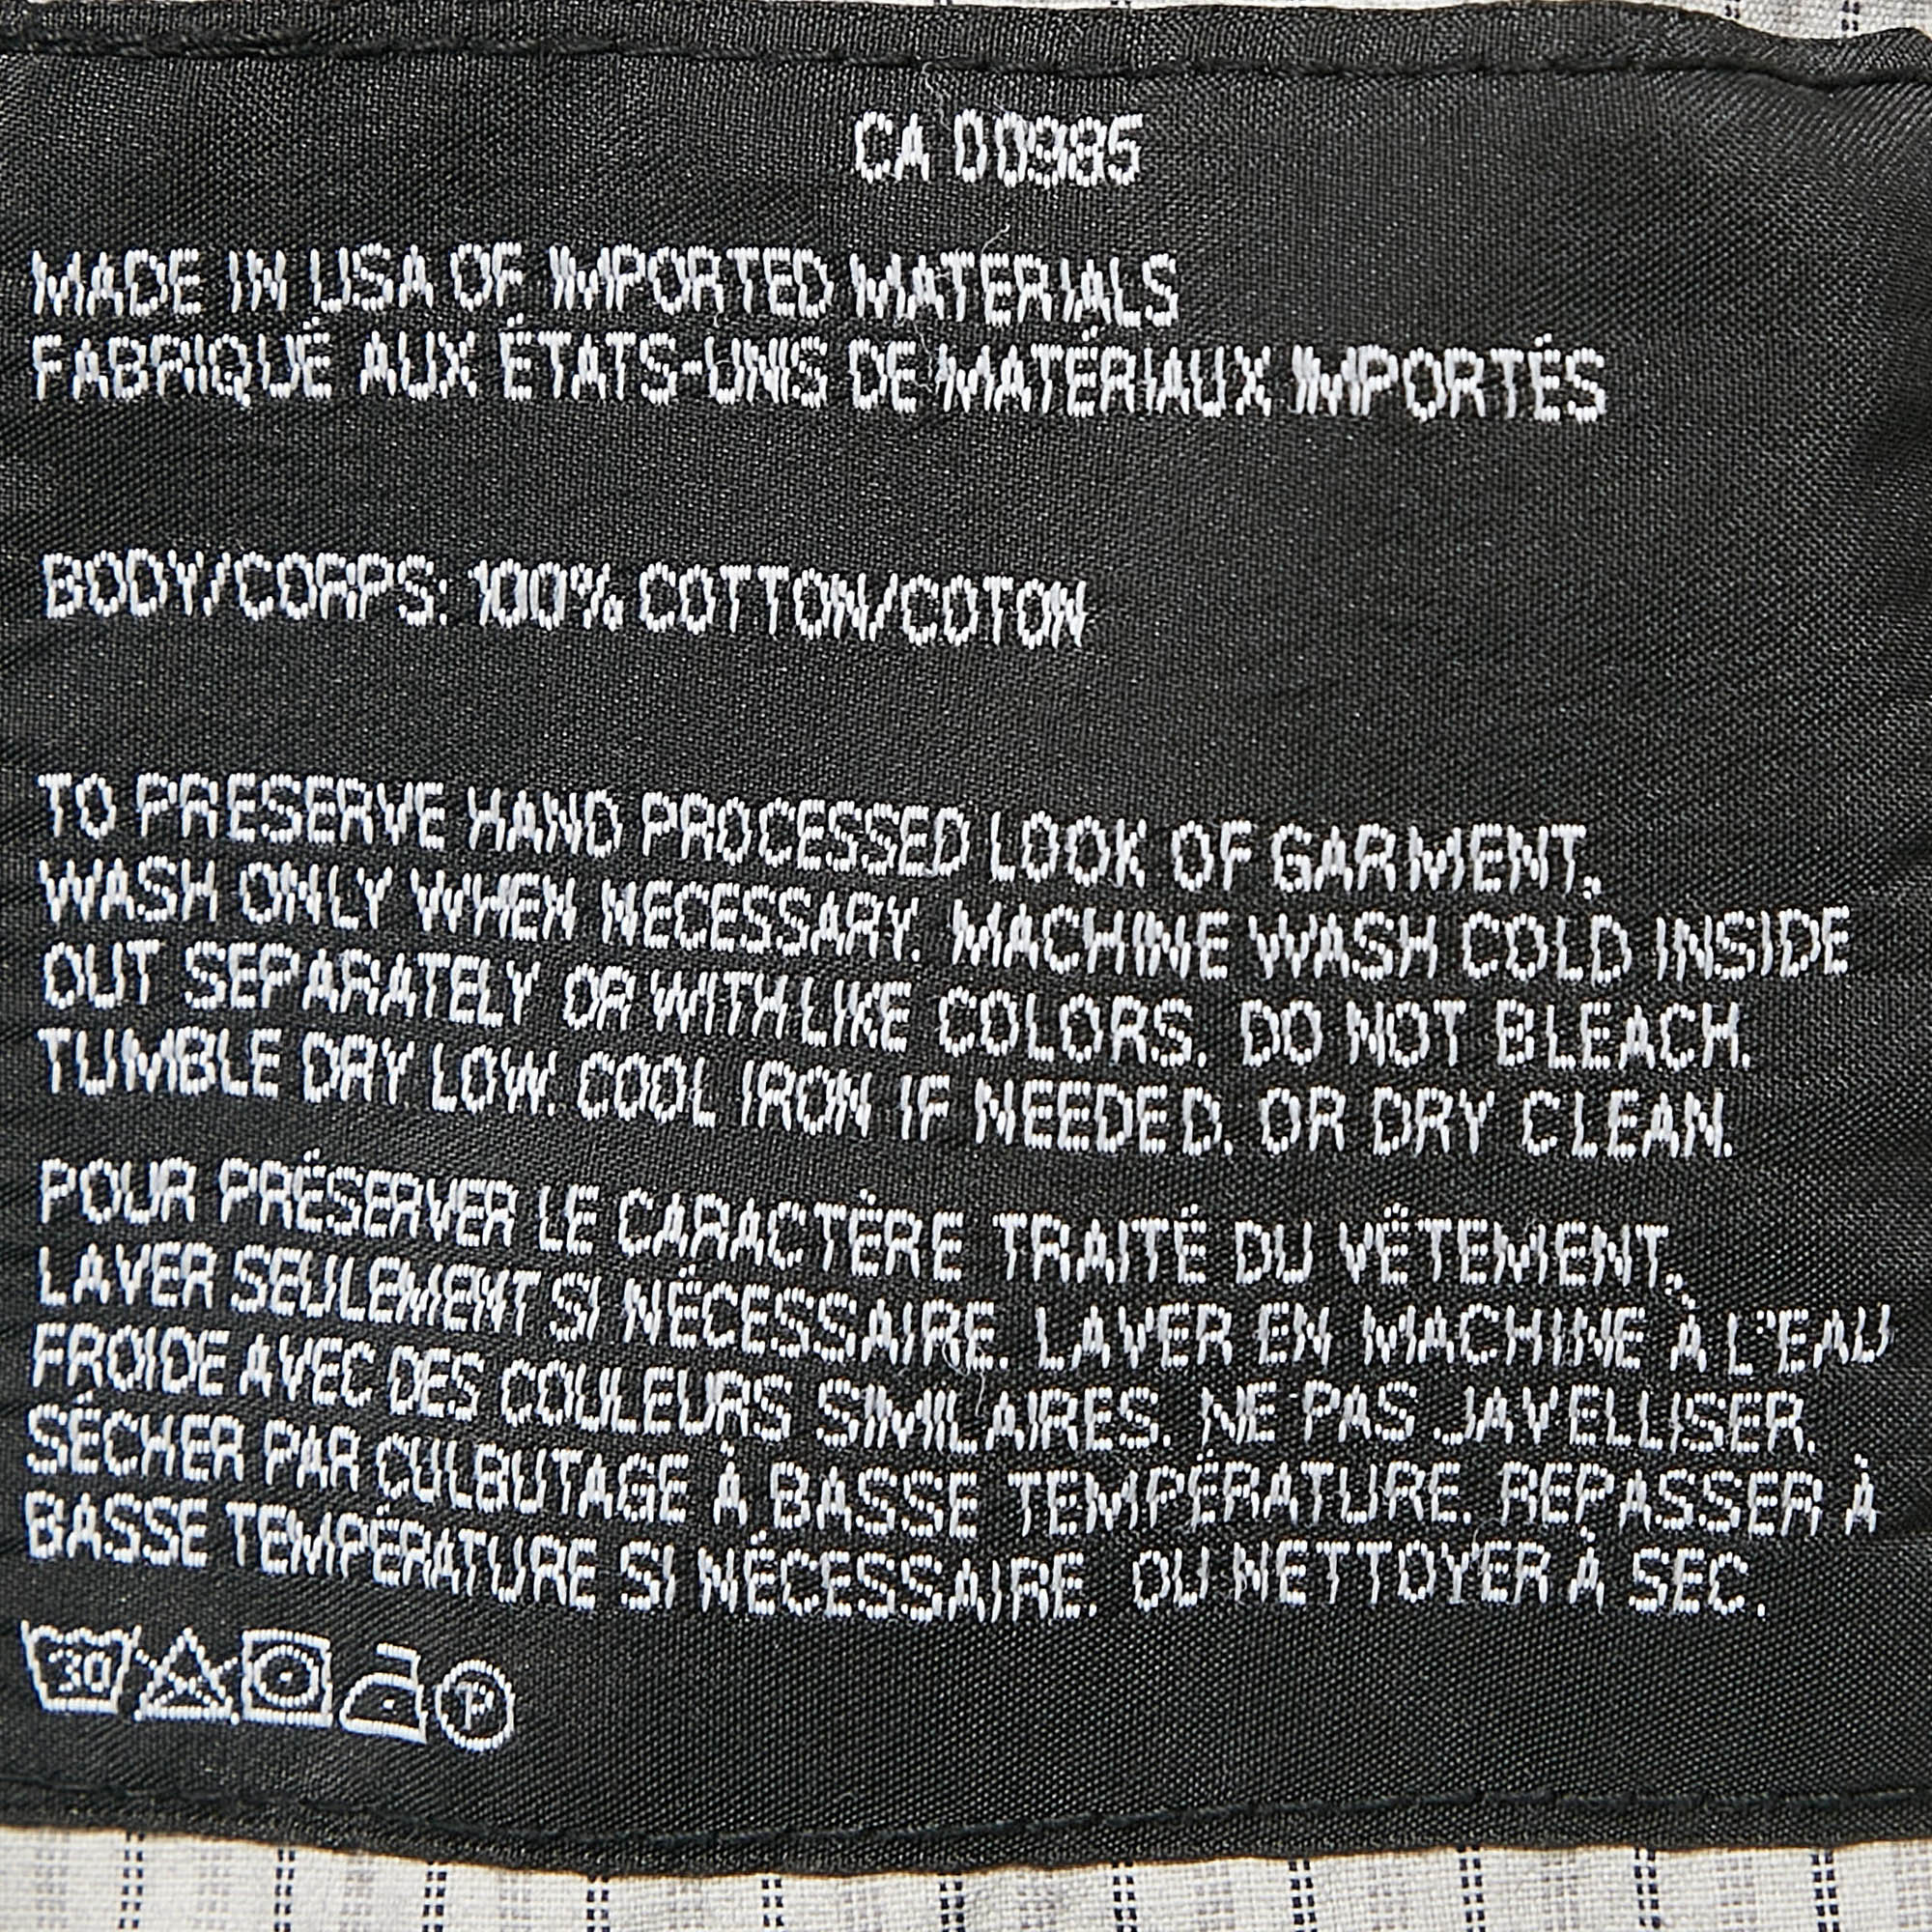 CA 00985
MADE IN USA OF IMPORTED MATERIALS
FABRIQUÉ AUX ÉTATS-UNIS DE MATÉRIAUX IMPORTÉS
BODY/CORPS: 100% COTTON/COTON
TO PRESERVE HAND PROCESSED LOOK OF GARMENT,
WASH ONLY WHEN NECESSARY. MACHINE WASH COLD INSIDE
OUT SEPARATELY OR WITH LIKE COLORS. DO NOT BLEACH.
TUMBLE DRY LOW. COOL IRON IF NEEDED. OR DRY CLEAN.
POUR PRÉSERVER LE CARACTÈRE TRAITÉ DU VÊTEMENT,
LAVER SEULEMENT SI NÉCESSAIRE. LAVER EN MACHINE À L'EAU
FROIDE AVEC DES COULEURS SIMILAIRES. NE PAS JAVELLISER.
SÉCHER PAR CULBUTAGE À BASSE TEMPÉRATURE. REPASSER À
BASSE TEMPÉRATURE SI NÉCESSAIRE. OU NETTOYER À SEC.
30 P